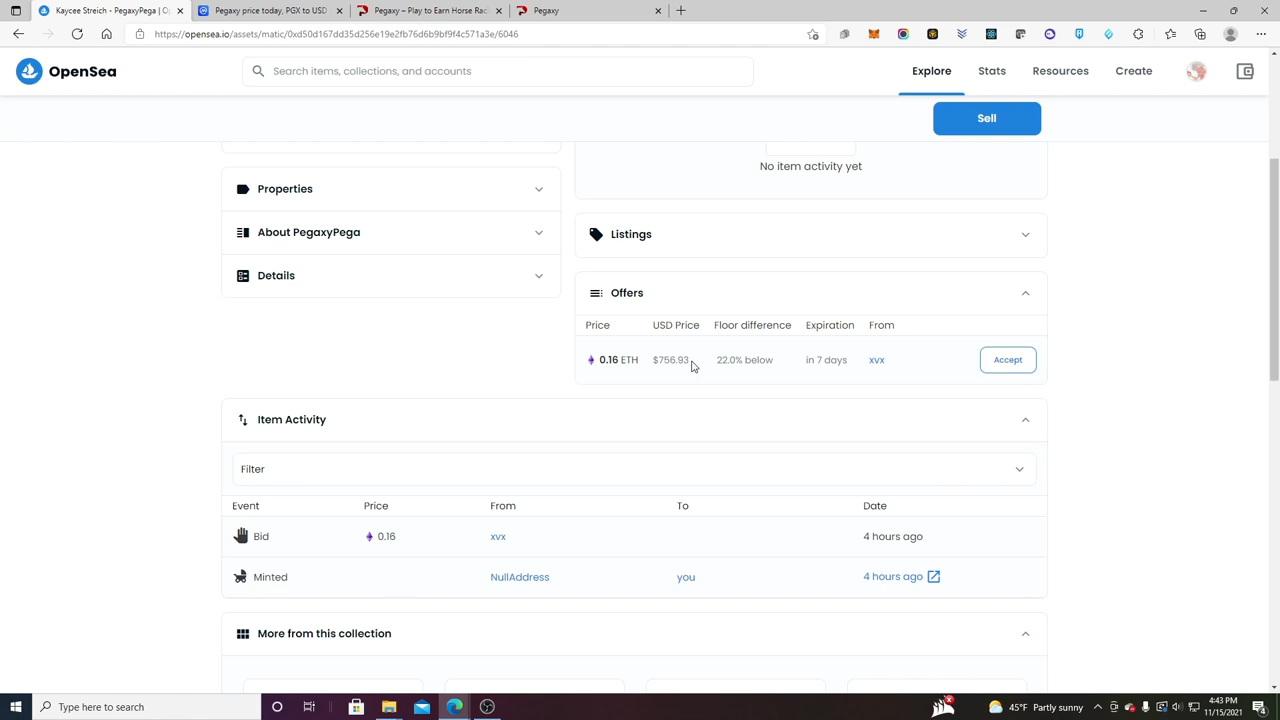 Kaycee Streich - PegaxyPega | O
Pegaxy price today, PGX to USD
Pegaxy – Play to Earn Horse Rac
Pegaxy
https://opensea.io/assets/matic/0xd50d167dd35d256e19e2fb76d6b9bf9f4c571a3e/6046
OpenSea
Search items, collections, and accounts
Explore
Stats
Resources
Create
Sell
No item activity yet
Properties
About PegaxyPega
Details
Listings
Offers
Price USD Price Floor difference Expiration From
0.16 ETH $756.93 22.0% below in 7 days xvx Accept
Item Activity
Filter
Event Price From To Date
Bid 0.16 xvx 4 hours ago
Minted NullAddress you 4 hours ago
More from this collection
Type here to search
45°F Partly sunny
4:43 PM
11/15/2021
4